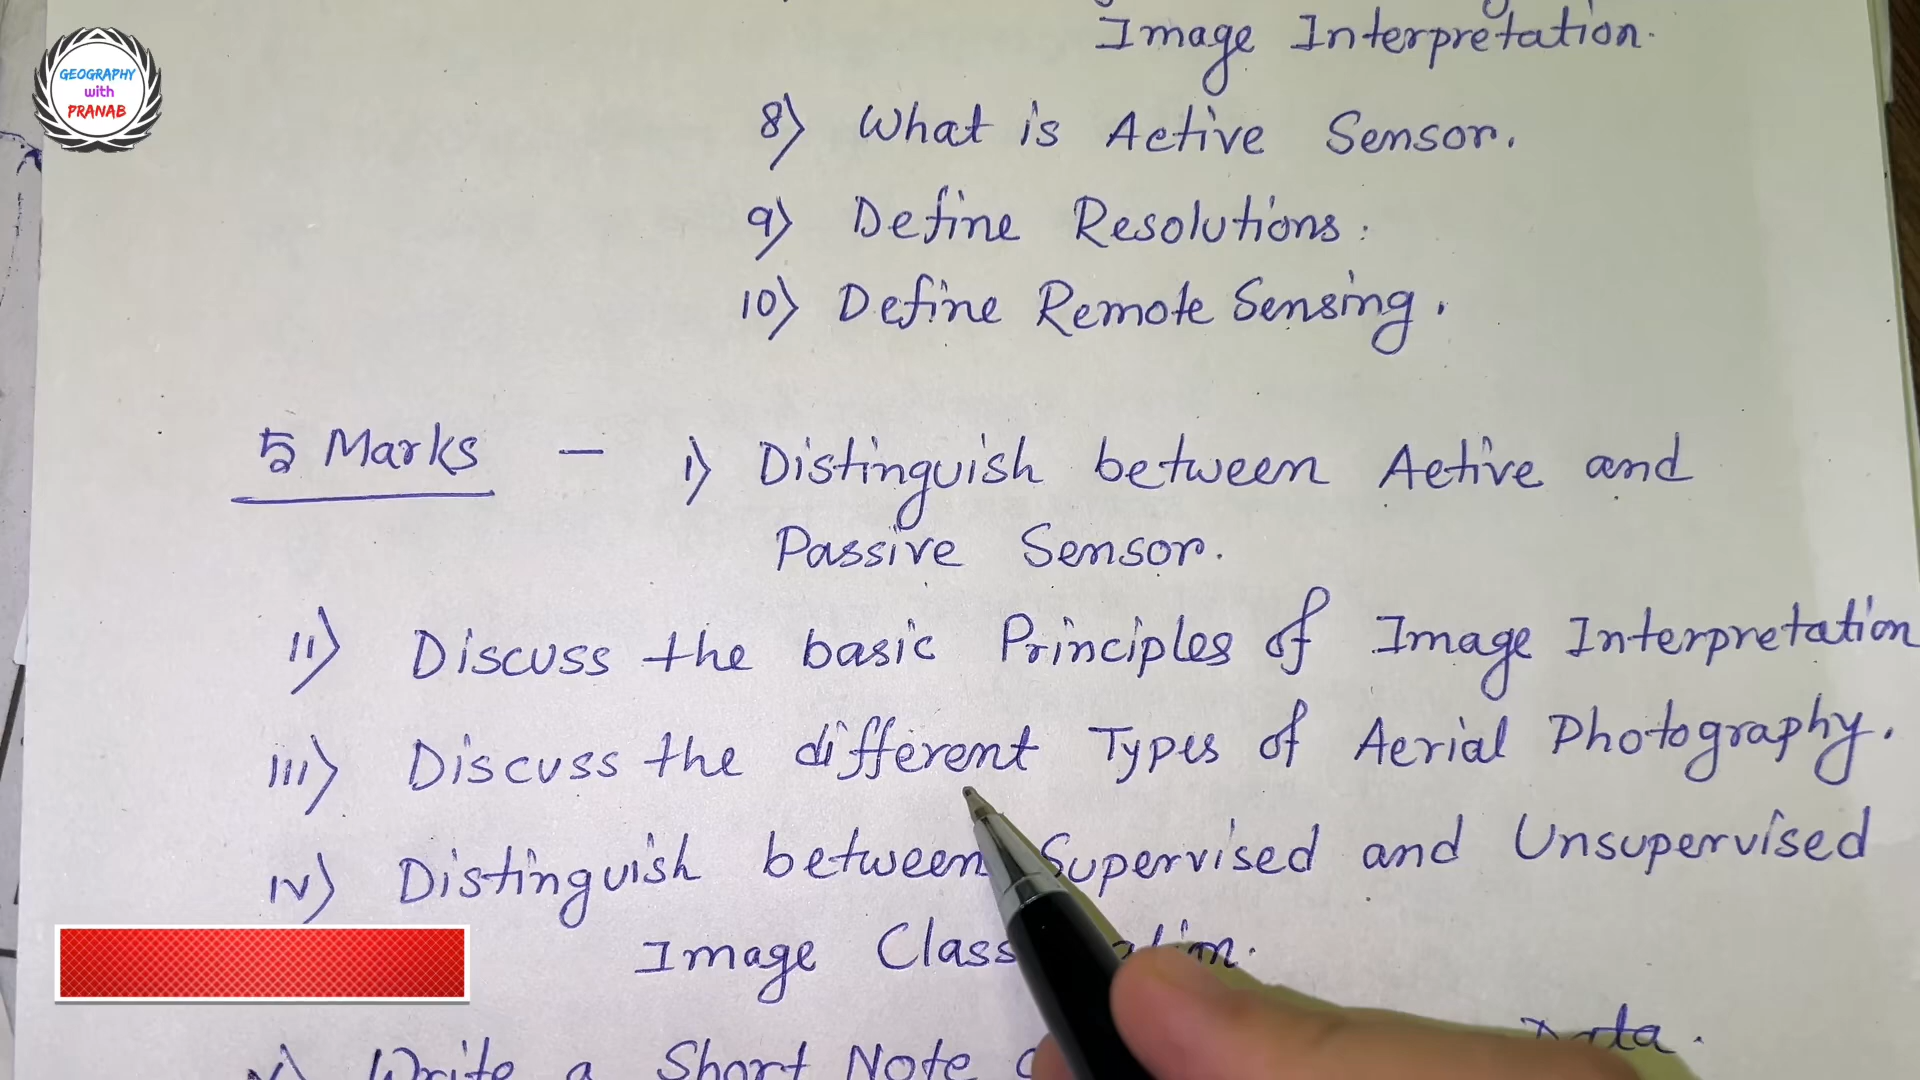 GEOGRAPHY
with
PRANAB
Image Interpretation.
8) What is Active Sensor.
9) Define Resolutions.
10) Define Remote Sensing.
5 Marks - i) Distinguish between Active and
Passive Sensor.
ii) Discuss the basic Principles of Image Interpretation
iii) Discuss the different Types of Aerial Photography.
iv) Distinguish between Supervised and Unsupervised
Image
v) Write a Short Note Data.